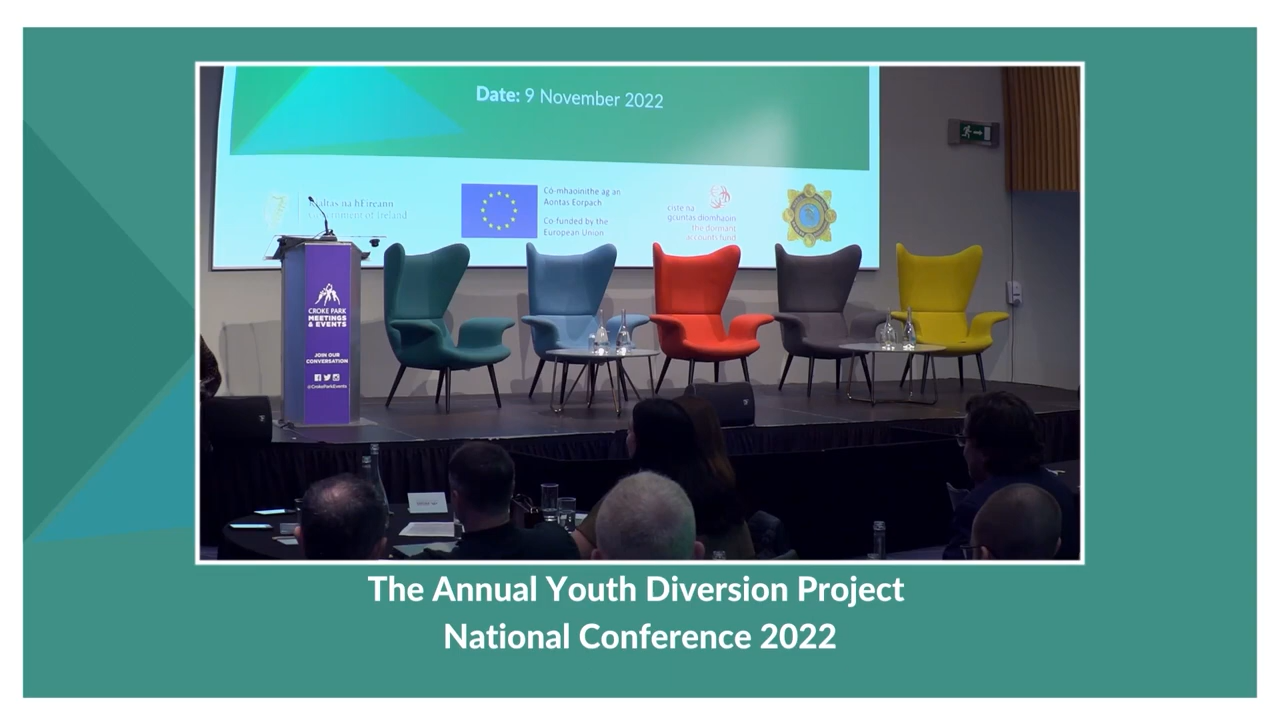 Date: 9 November 2022
Rialtas na hÉireann
Government of Ireland
Có-mhaoinithe ag an
Aontas Eorpach
Co-funded by the
European Union
ciste na
gcuntas díomhaoin
the dormant
accounts fund
CROKE PARK
MEETINGS
& EVENTS
JOIN OUR
CONVERSATION
@CrokeParkEvents
The Annual Youth Diversion Project
National Conference 2022